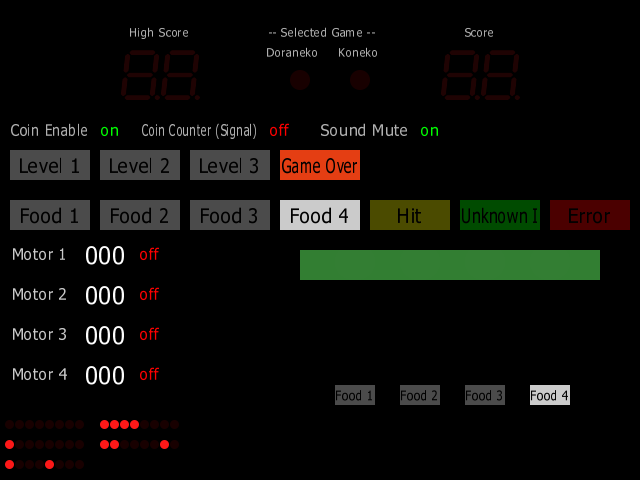 High Score -- Selected Game -- Score
Doraneko Koneko
Coin Enable on Coin Counter (Signal) off Sound Mute on
Level 1 Level 2 Level 3 Game Over
Food 1 Food 2 Food 3 Food 4 Hit Unknown I Error
Motor 1 000 off
Motor 2 000 off
Motor 3 000 off
Motor 4 000 off
Food 1 Food 2 Food 3 Food 4